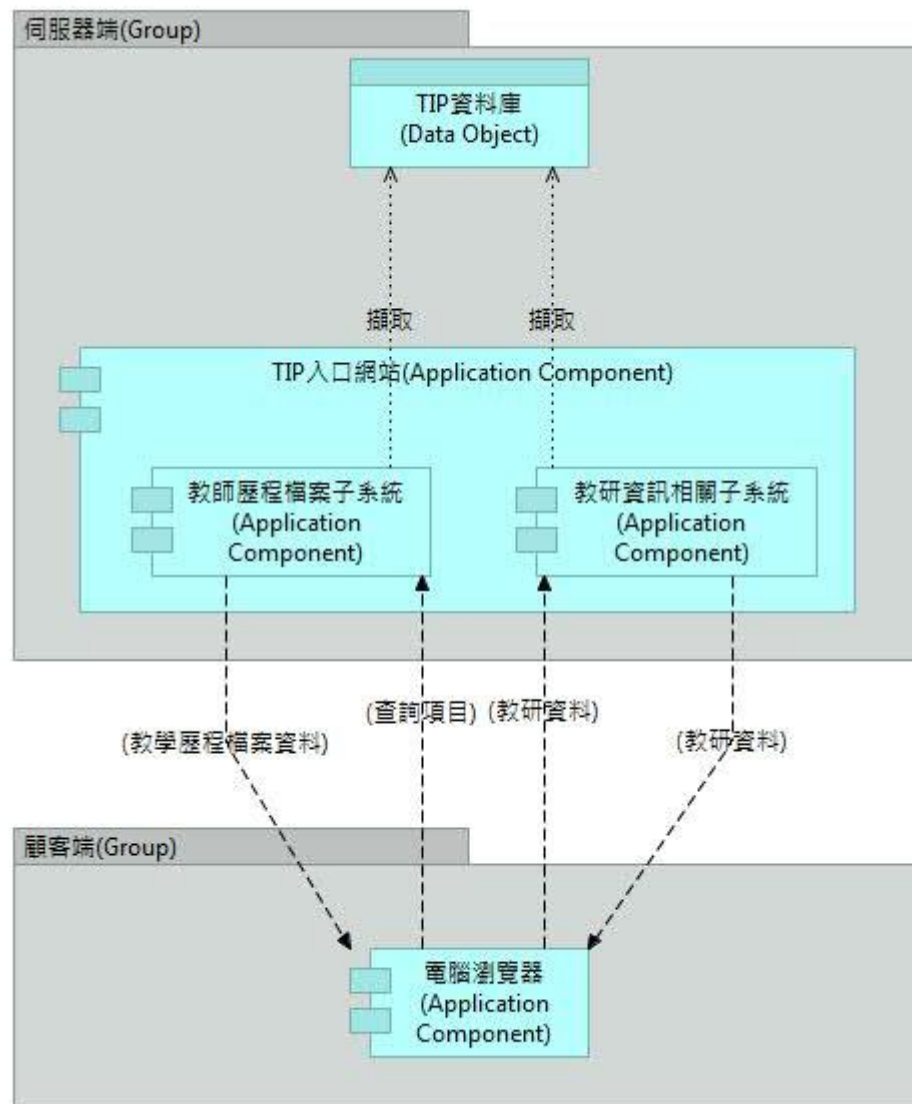 伺服器端(Group)
TIP資料庫
(Data Object)
擷取
擷取
TIP入口網站(Application Component)
教師歷程檔案子系統
(Application
Component)
教研資訊相關子系統
(Application
Component)
(查詢項目)
(教研資料)
(教學歷程檔案資料)
(教研資料)
顧客端(Group)
電腦瀏覽器
(Application
Component)